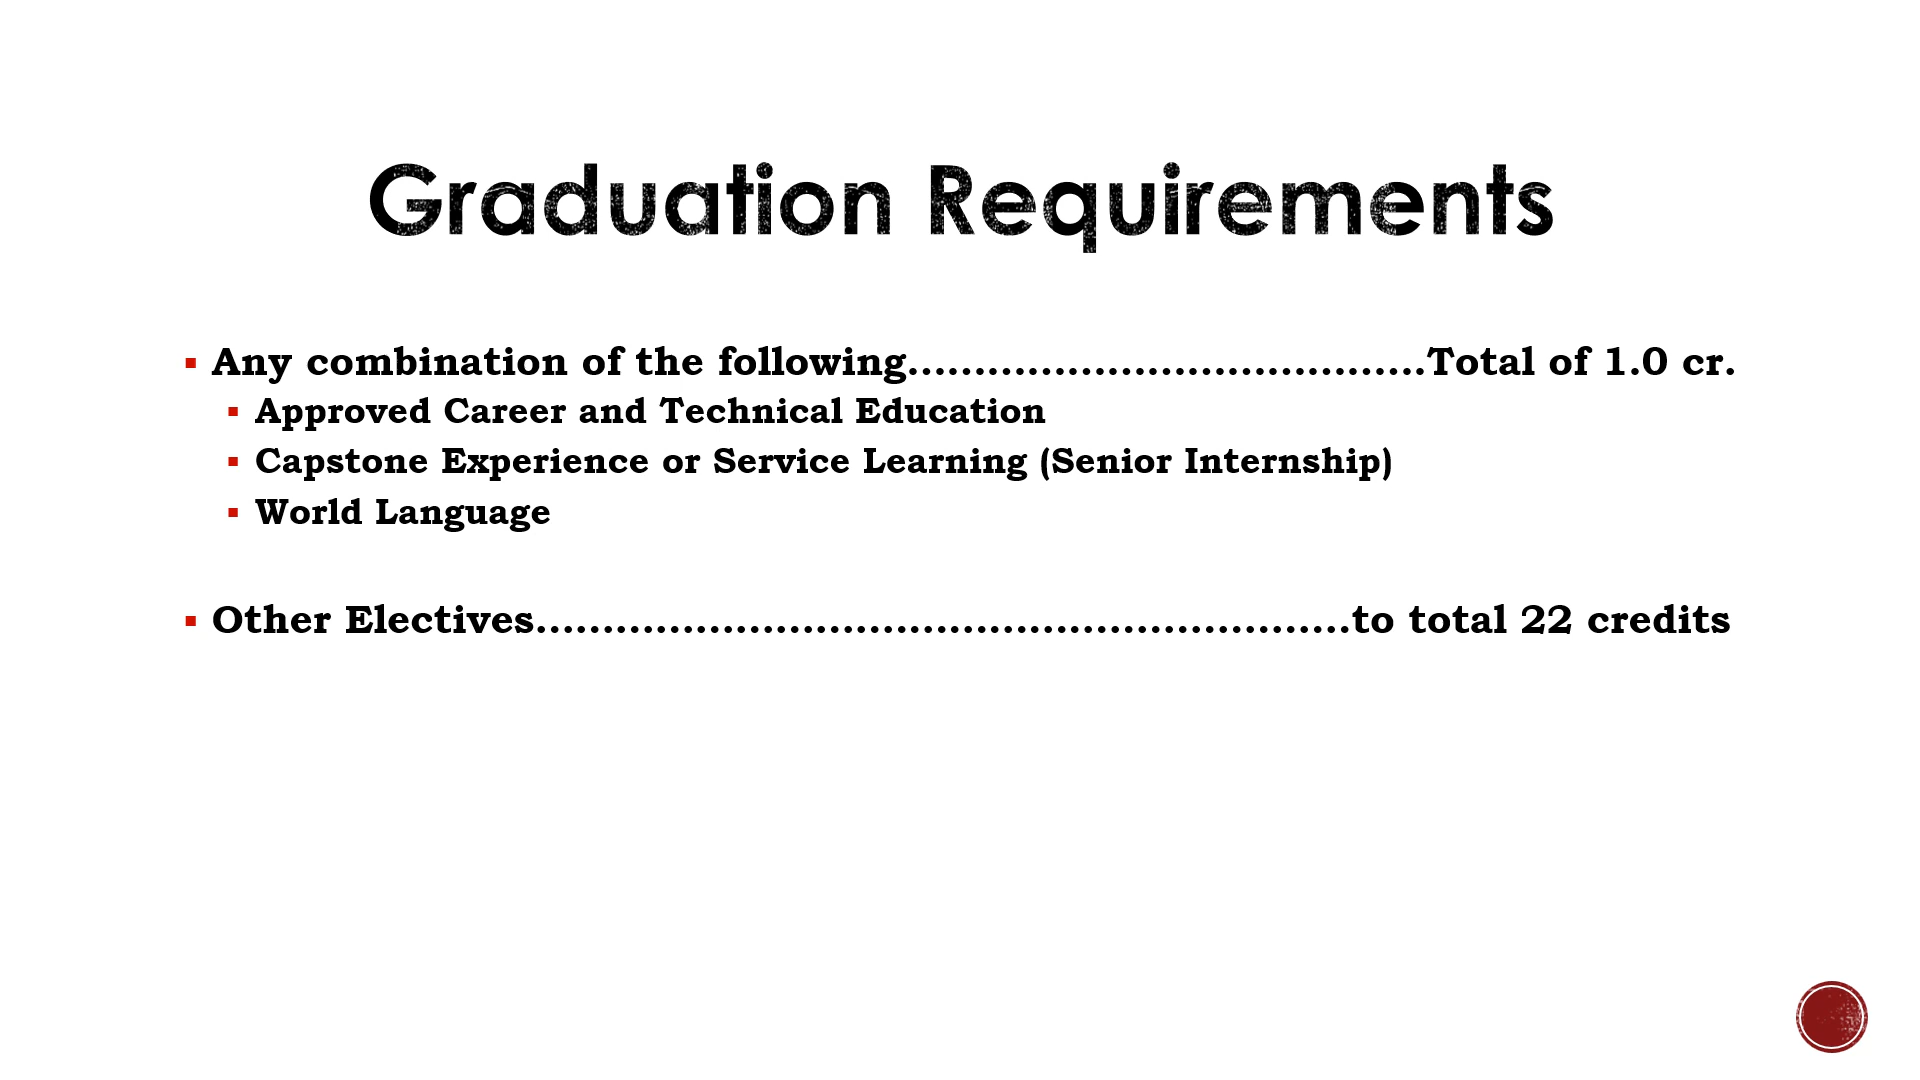 Graduation Requirements
▪ Any combination of the following.......................................Total of 1.0 cr.
▪ Approved Career and Technical Education
▪ Capstone Experience or Service Learning (Senior Internship)
▪ World Language
▪ Other Electives.............................................................to total 22 credits